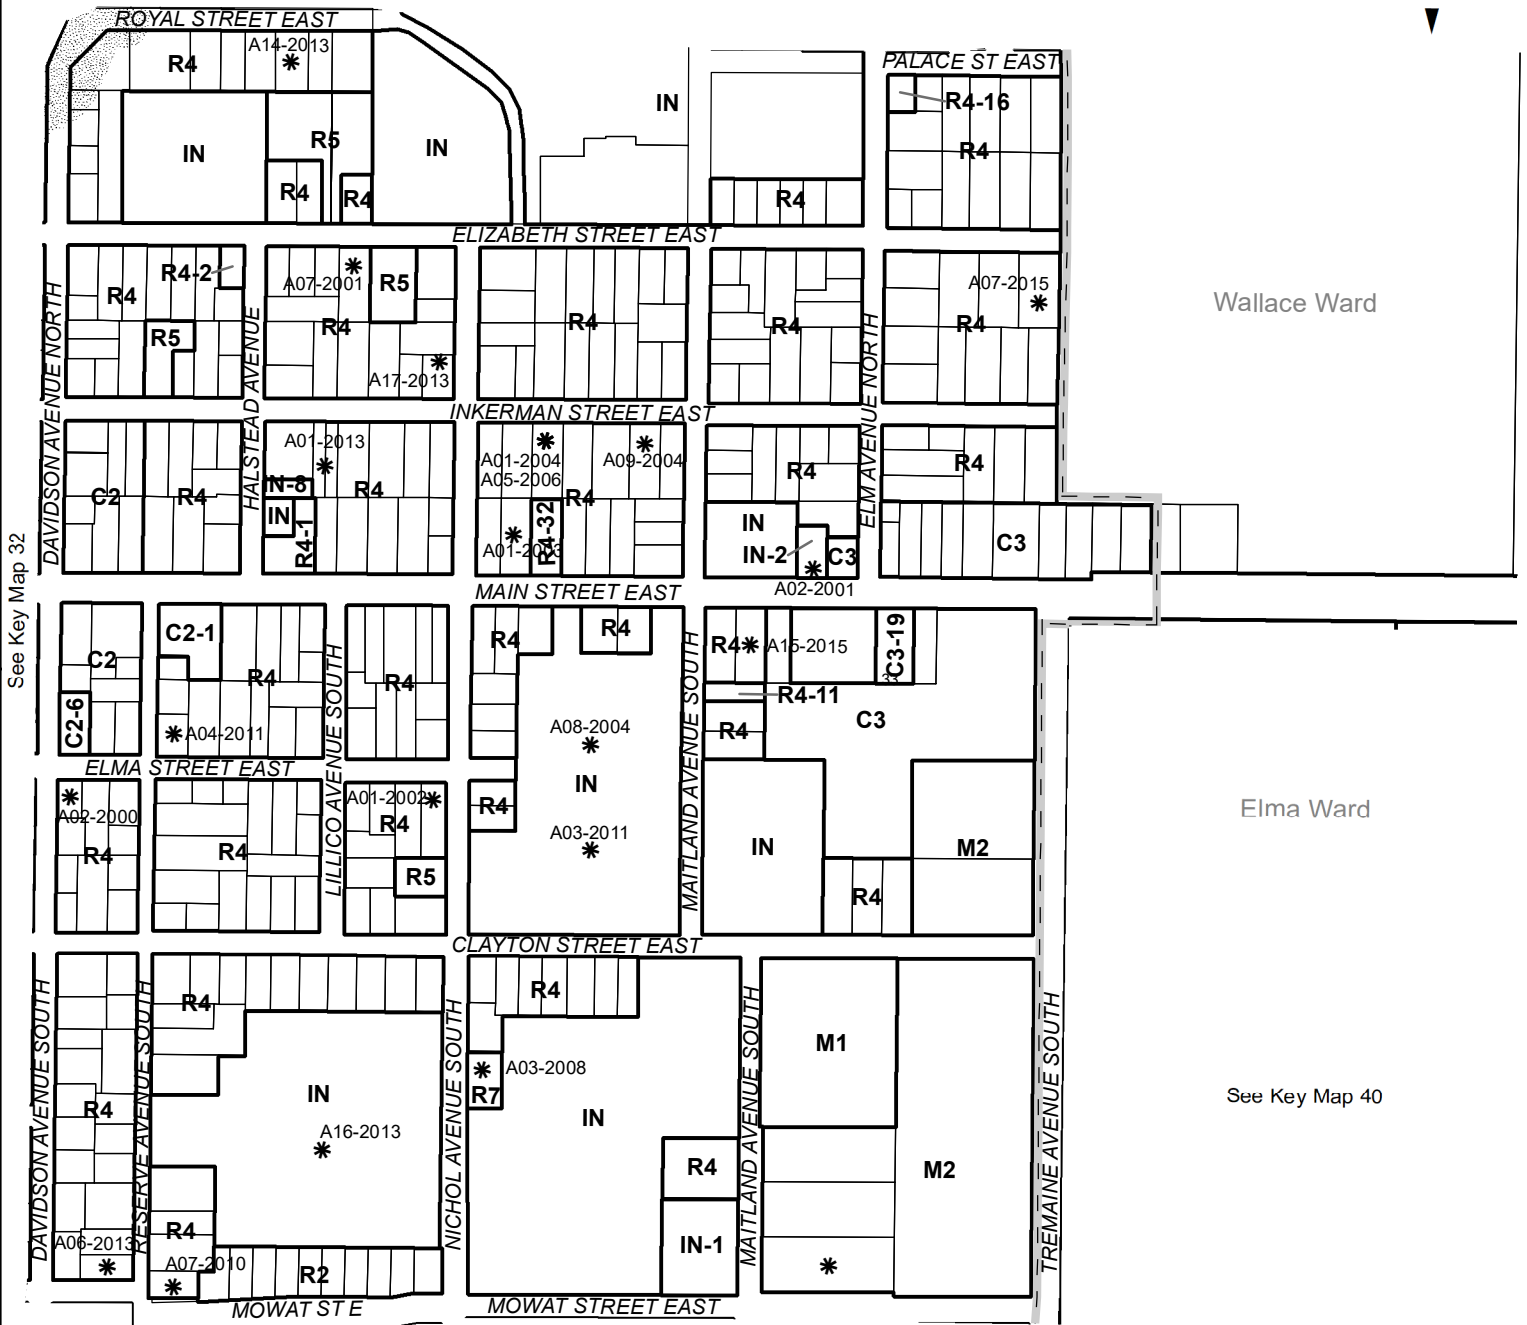 ROYAL STREET EAST
A14-2013
R4
PALACE ST EAST
IN
R4-16
R5
IN
IN
R4
R4
R4
R4
ELIZABETH STREET EAST
R4-2
R4
A07-2001
R5
A07-2015
R4
R4
R4
R4
R5
A17-2013
DAVIDSON AVENUE NORTH
HALSTEAD AVENUE
ELM AVENUE NORTH
Wallace Ward
INKERMAN STREET EAST
A01-2013
A01-2004
A05-2006
A09-2004
R4
R4
C2
R4
IN-8
R4
R4
IN
R4-1
R4-32
A01-2003
IN
IN-2
C3
C3
See Key Map 32
A02-2001
MAIN STREET EAST
C2-1
R4
R4
R4
A15-2015
C3-19
33
C2
R4
R4
R4-11
C2-6
A04-2011
LILLICO AVENUE SOUTH
A08-2004
MAITLAND AVENUE SOUTH
R4
C3
ELMA STREET EAST
IN
A02-2000
A01-2002
R4
R4
Elma Ward
A03-2011
R4
R4
R5
IN
M2
R4
CLAYTON STREET EAST
DAVIDSON AVENUE SOUTH
RESERVE AVENUE SOUTH
R4
R4
NICHOL AVENUE SOUTH
MAITLAND AVENUE SOUTH
M1
TREMAINE AVENUE SOUTH
A03-2008
R7
IN
R4
IN
A16-2013
See Key Map 40
R4
M2
R4
A06-2013
A07-2010
R2
IN-1
MOWAT ST E
MOWAT STREET EAST